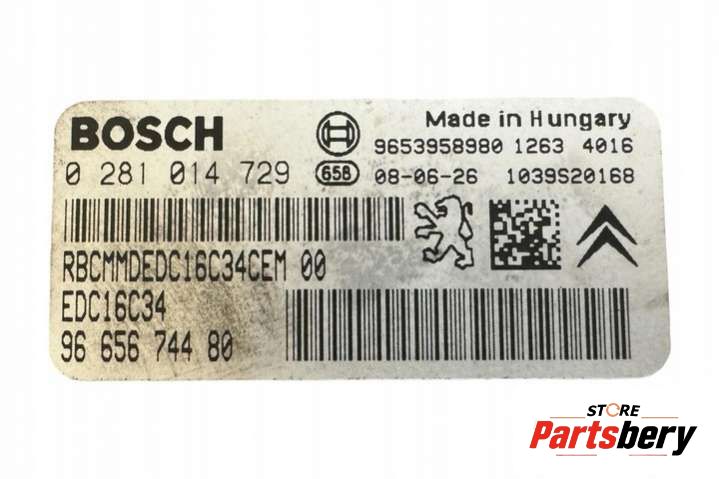 BOSCH
Made in Hungary
9653958980 1263 4016
0 281 014 729
658
08-06-26 1039S20168
RBCMMDEDC16C34CEM 00
EDC16C34
96 656 744 80
STORE
Partsbery